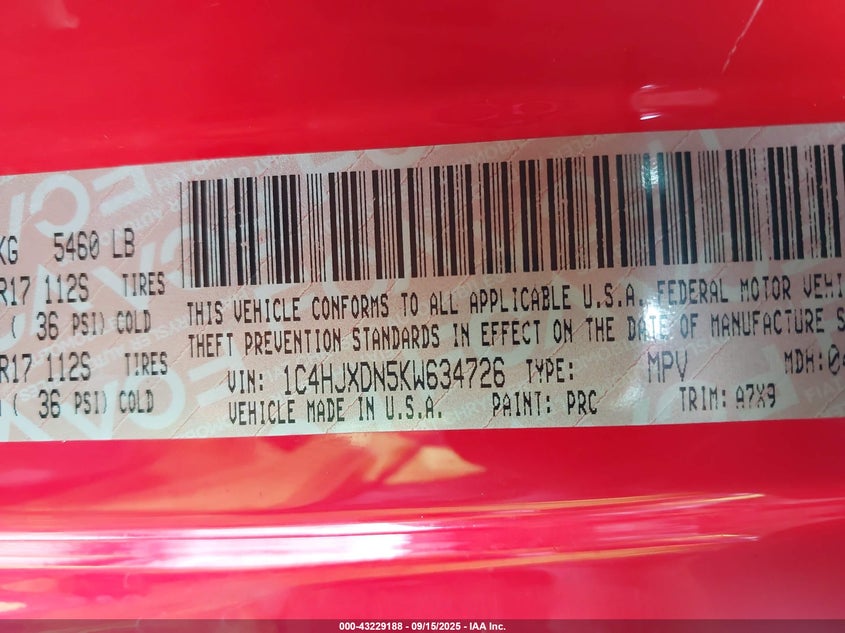 KG 5460 LB
R17 112S TIRES
( 36 PSI) COLD
R17 112S TIRES
( 36 PSI) COLD
THIS VEHICLE CONFORMS TO ALL APPLICABLE U.S.A. FEDERAL MOTOR VEHI
THEFT PREVENTION STANDARDS IN EFFECT ON THE DATE OF MANUFACTURE S
VIN: 1C4HJXDN5KW634726 TYPE: MPV MDH:04
VEHICLE MADE IN U.S.A. PAINT: PRC TRIM: A7X9
000-43229188 - 09/15/2025 - IAA Inc.